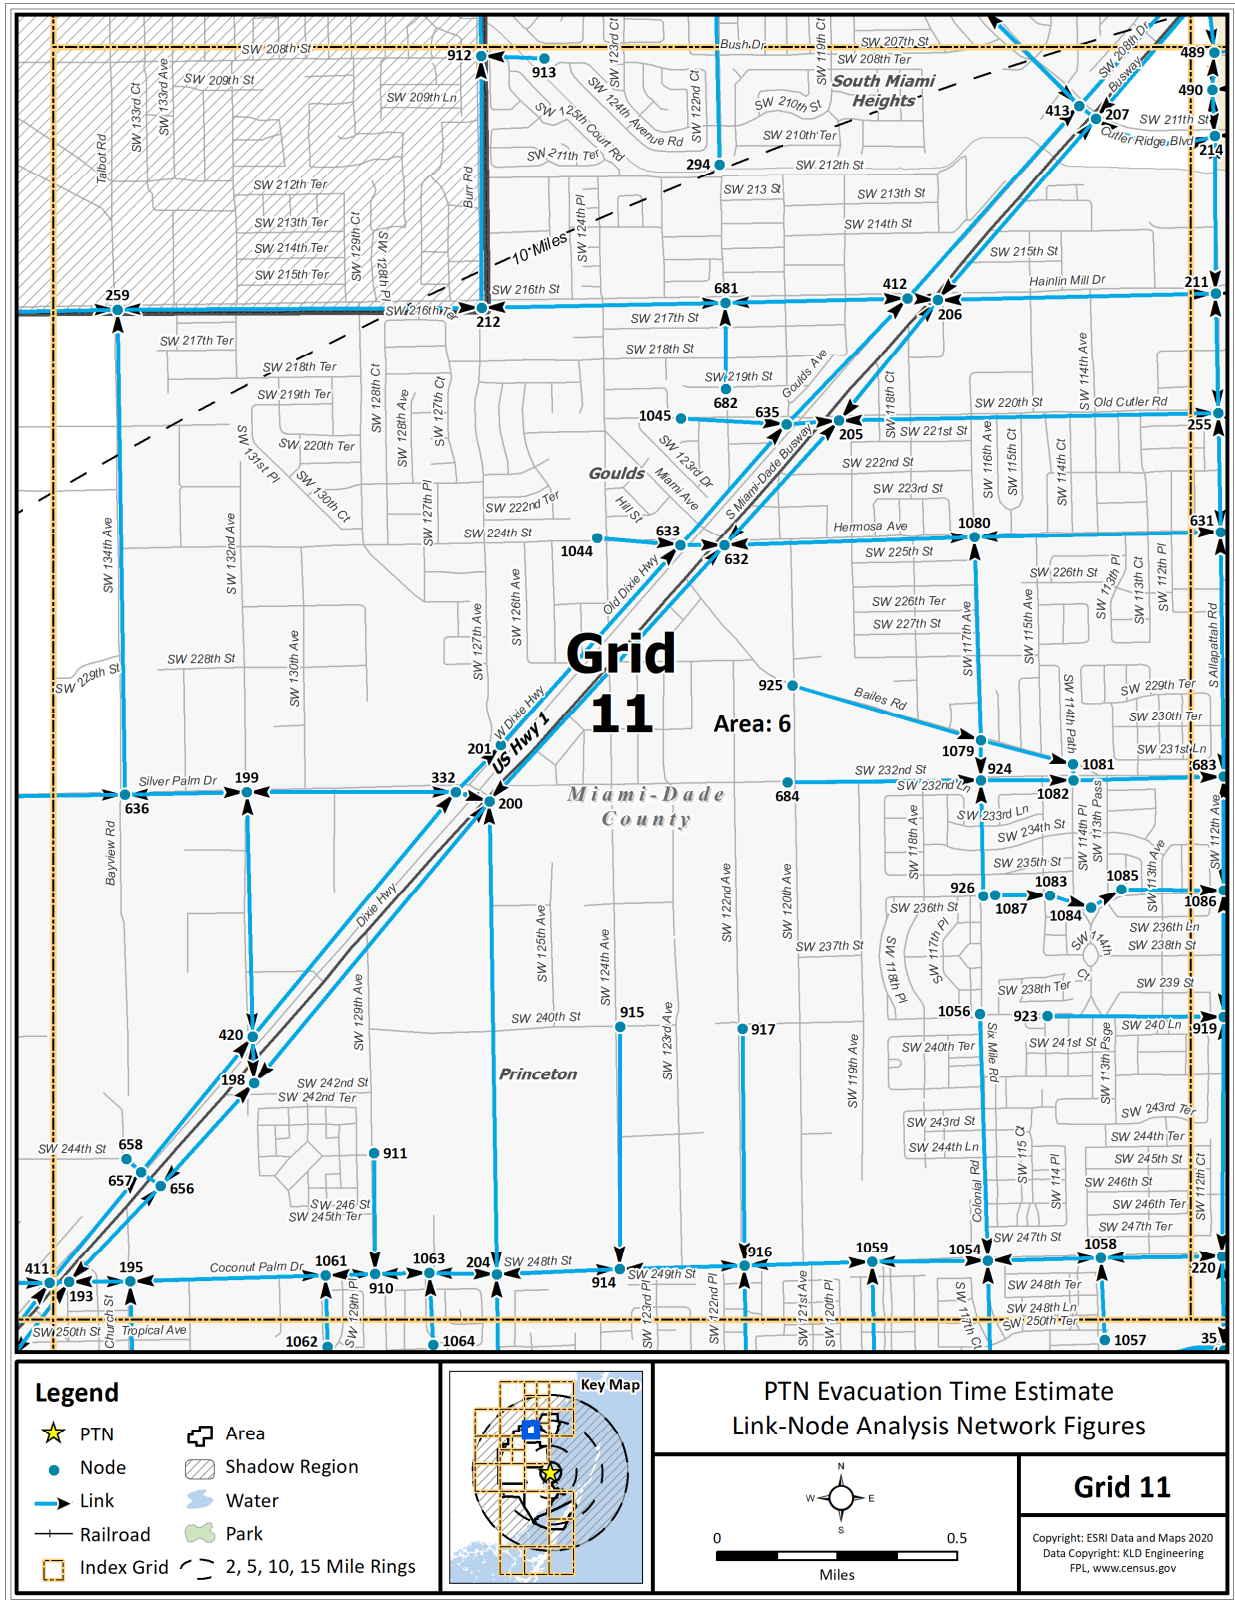 SW 208th St
912
913
SW 123rd Ct
Bush Dr
SW 119th Ct
SW 207th St
SW 208th Ter
SW 208th Dr
Busway
489
SW 133rd Ct
SW 133rd Ave
SW 209th St
SW 209th Ln
SW 124th Avenue Rd
SW 125th Court Rd
SW 122nd Ct
SW 210th St
South Miami
Heights
490
413
207
SW 211th St
Cutler Ridge Blvd
214
Talbot Rd
SW 211th Ter
SW 210th Ter
294
SW 212th St
Burr Rd
SW 212th Ter
SW 213 St
SW 213th St
SW 213th Ter
SW 129th Ct
SW 128th Pl
SW 124th Pl
SW 214th St
SW 214th Ter
10 Miles
SW 215th St
SW 215th Ter
Hainlin Mill Dr
211
259
SW 216th St
681
412
206
SW 216th Ter
212
SW 217th St
SW 217th Ter
SW 218th St
SW 218th Ter
SW 219th St
Goulds Ave
SW 114th Ave
SW 219th Ter
SW 128th Ct
SW 128th Ave
SW 127th Ct
682
SW 118th Ct
SW 220th St
Old Cutler Rd
1045
635
205
SW 221st St
255
SW 131st Pl
SW 220th Ter
SW 123rd Dr
S Miami-Dade Busway
SW 116th Ave
SW 115th Ct
SW 114th Ct
SW 222nd St
Goulds
Miami Ave
SW 130th Ct
SW 127th Pl
SW 222nd Ter
Hill St
SW 223rd St
SW 224th St
1044
633
632
Hermosa Ave
1080
631
SW 134th Ave
SW 132nd Ave
SW 225th St
Old Dixie Hwy
SW 226th St
SW 113th Pl
SW 113th Ct
SW 112th Pl
SW 126th Ave
SW 127th Ave
SW 226th Ter
SW 227th St
SW 117th Ave
SW 115th Ave
S Allapattah Rd
SW 130th Ave
SW 228th St
SW 229th St
Grid
11
Area: 6
925
Bailes Rd
SW 114th Path
SW 229th Ter
SW 230th Ter
W Dixie Hwy
US Hwy 1
201
1079
SW 231st Ln
1081
683
Silver Palm Dr
199
332
636
200
Miami-Dade
County
684
SW 232nd St
SW 232nd Ln
924
1082
SW 233rd Ln
SW 234th St
SW 235th St
SW 114th Pl
SW 113th Pass
SW 112th Ave
Bayview Rd
SW 118th Ave
SW 113th Ave
926
1087
1083
1084
1085
1086
Dixie Hwy
SW 122nd Ave
SW 120th Ave
SW 236th St
SW 236th Ln
SW 125th Ave
SW 124th Ave
SW 237th St
SW 118th Pl
SW 117th Pl
SW 114th
Ct
SW 238th St
SW 238th Ter
SW 239 St
SW 129th Ave
SW 240th St
915
917
1056
923
SW 240 Ln
919
420
198
SW 123rd Ave
SW 119th Ave
SW 240th Ter
Six Mile Rd
SW 241st St
SW 113th Psge
Princeton
SW 242nd St
SW 242nd Ter
SW 243rd St
SW 243rd Ter
SW 244th St
658
657
656
911
SW 244th Ln
SW 244th Ter
SW 115 Ct
SW 114 Pl
SW 245th St
SW 246th St
SW 112th Ct
Colonial Rd
SW 246 St
SW 245th Ter
SW 246th Ter
SW 247th Ter
SW 247th St
411
193
195
Coconut Palm Dr
1061
910
1063
204
SW 248th St
914
SW 249th St
916
1059
1054
1058
220
Church St
SW 129th Pl
SW 123rd Pl
SW 122nd Pl
SW 121st Ave
SW 120th Pl
SW 117th Ct
SW 248th Ter
SW 248th Ln
SW 250th Ter
SW 250th St
Tropical Ave
1062
1064
1057
35
Legend
PTN
Node
Link
Railroad
Index Grid
Area
Shadow Region
Water
Park
2, 5, 10, 15 Mile Rings
Key Map
PTN Evacuation Time Estimate
Link-Node Analysis Network Figures
N
W
E
S
0
0.5
Miles
Grid 11
Copyright: ESRI Data and Maps 2020
Data Copyright: KLD Engineering
FPL, www.census.gov